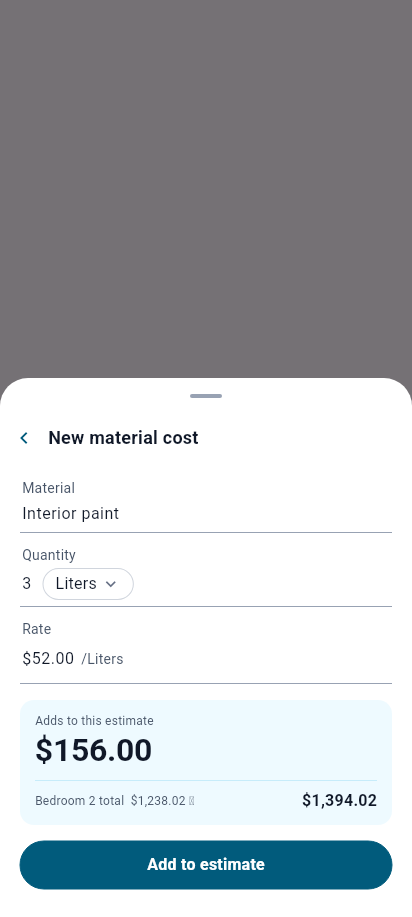 New material cost
Material
Interior paint
Quantity
3 Liters
Rate
$52.00 /Liters
Adds to this estimate
$156.00
Bedroom 2 total $1,238.02 $1,394.02
Add to estimate